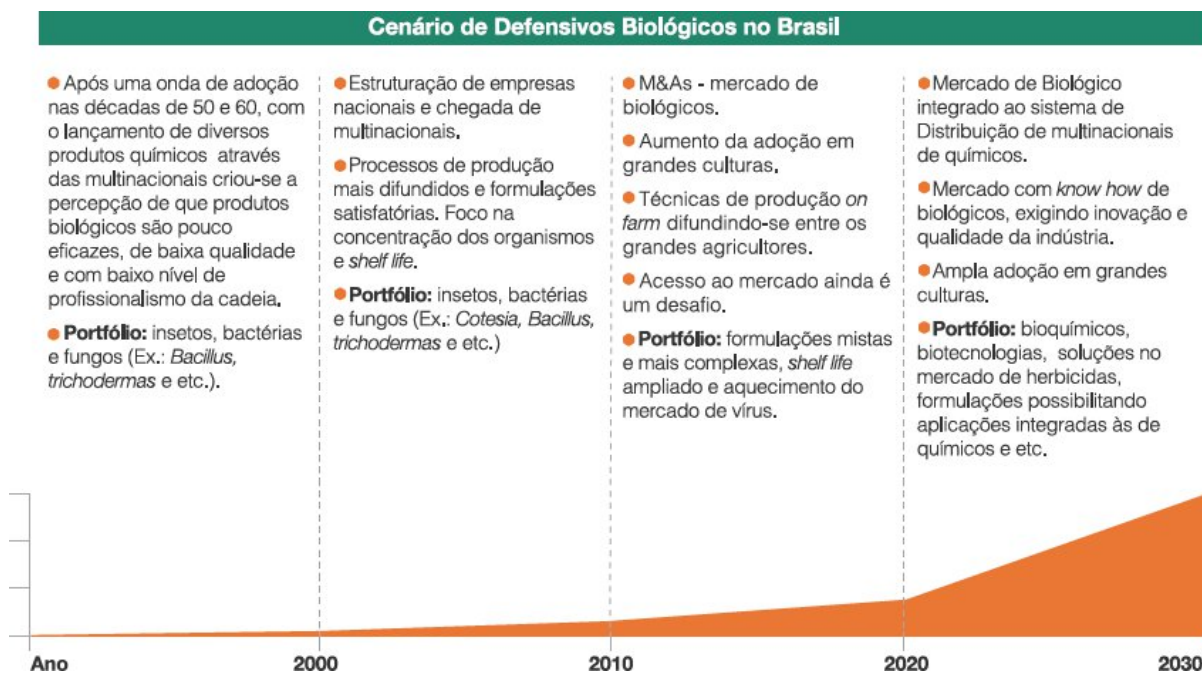 Cenário de Defensivos Biológicos no Brasil
● Após uma onda de adoção
nas décadas de 50 e 60, com
o lançamento de diversos
produtos químicos através
das multinacionais criou-se a
percepção de que produtos
biológicos são pouco
eficazes, de baixa qualidade
e com baixo nível de
profissionalismo da cadeia.
● Portfólio: insetos, bactérias
e fungos (Ex.: Bacillus,
trichodermas e etc.).
● Estruturação de empresas
nacionais e chegada de
multinacionais.
● Processos de produção
mais difundidos e formulações
satisfatórias. Foco na
concentração dos organismos
e shelf life.
● Portfólio: insetos, bactérias
e fungos (Ex.: Cotesia, Bacillus,
trichodermas e etc.)
● M&As - mercado de
biológicos.
● Aumento da adoção em
grandes culturas.
● Técnicas de produção on
farm difundindo-se entre os
grandes agricultores.
● Acesso ao mercado ainda é
um desafio.
● Portfólio: formulações mistas
e mais complexas, shelf life
ampliado e aquecimento do
mercado de vírus.
● Mercado de Biológico
integrado ao sistema de
Distribuição de multinacionais
de químicos.
● Mercado com know how de
biológicos, exigindo inovação e
qualidade da indústria.
● Ampla adoção em grandes
culturas.
● Portfólio: bioquímicos,
biotecnologias, soluções no
mercado de herbicidas,
formulações possibilitando
aplicações integradas às de
químicos e etc.
Ano 2000 2010 2020 2030